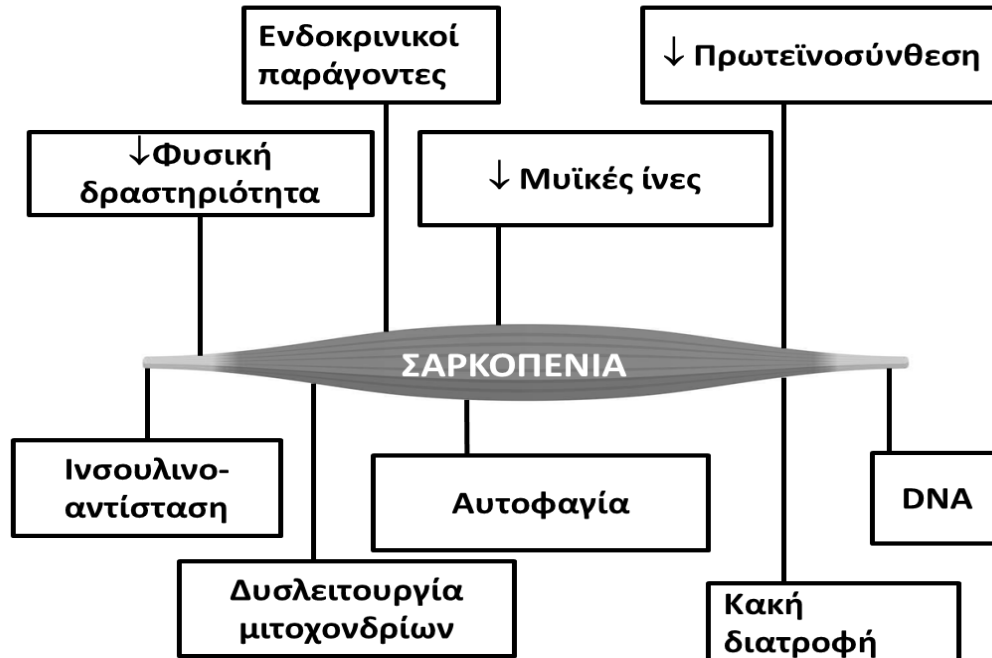 Ενδοκρινικοί
παράγοντες
↓ Πρωτεϊνοσύνθεση
↓Φυσική
δραστηριότητα
↓ Μυϊκές ίνες
ΣΑΡΚΟΠΕΝΙΑ
Ινσουλινο-
αντίσταση
Αυτοφαγία
DNA
Δυσλειτουργία
μιτοχονδρίων
Κακή
διατροφή